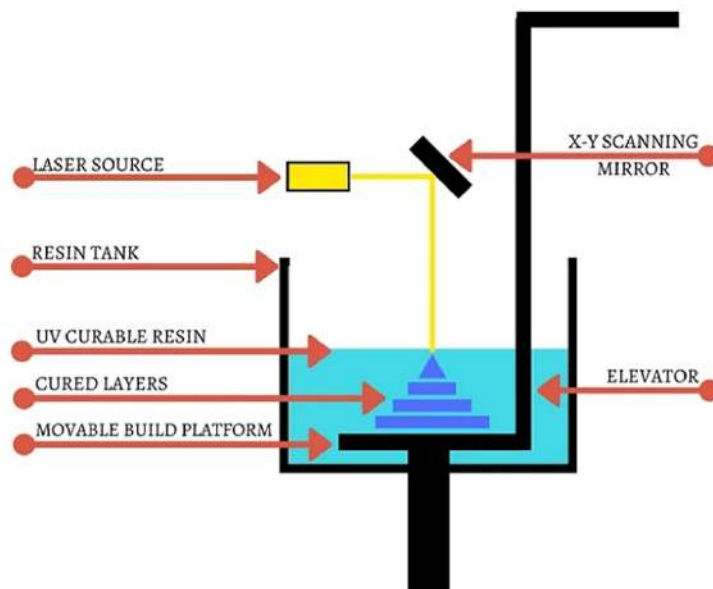 LASER SOURCE
X-Y SCANNING
MIRROR
RESIN TANK
UV CURABLE RESIN
CURED LAYERS
ELEVATOR
MOVABLE BUILD PLATFORM